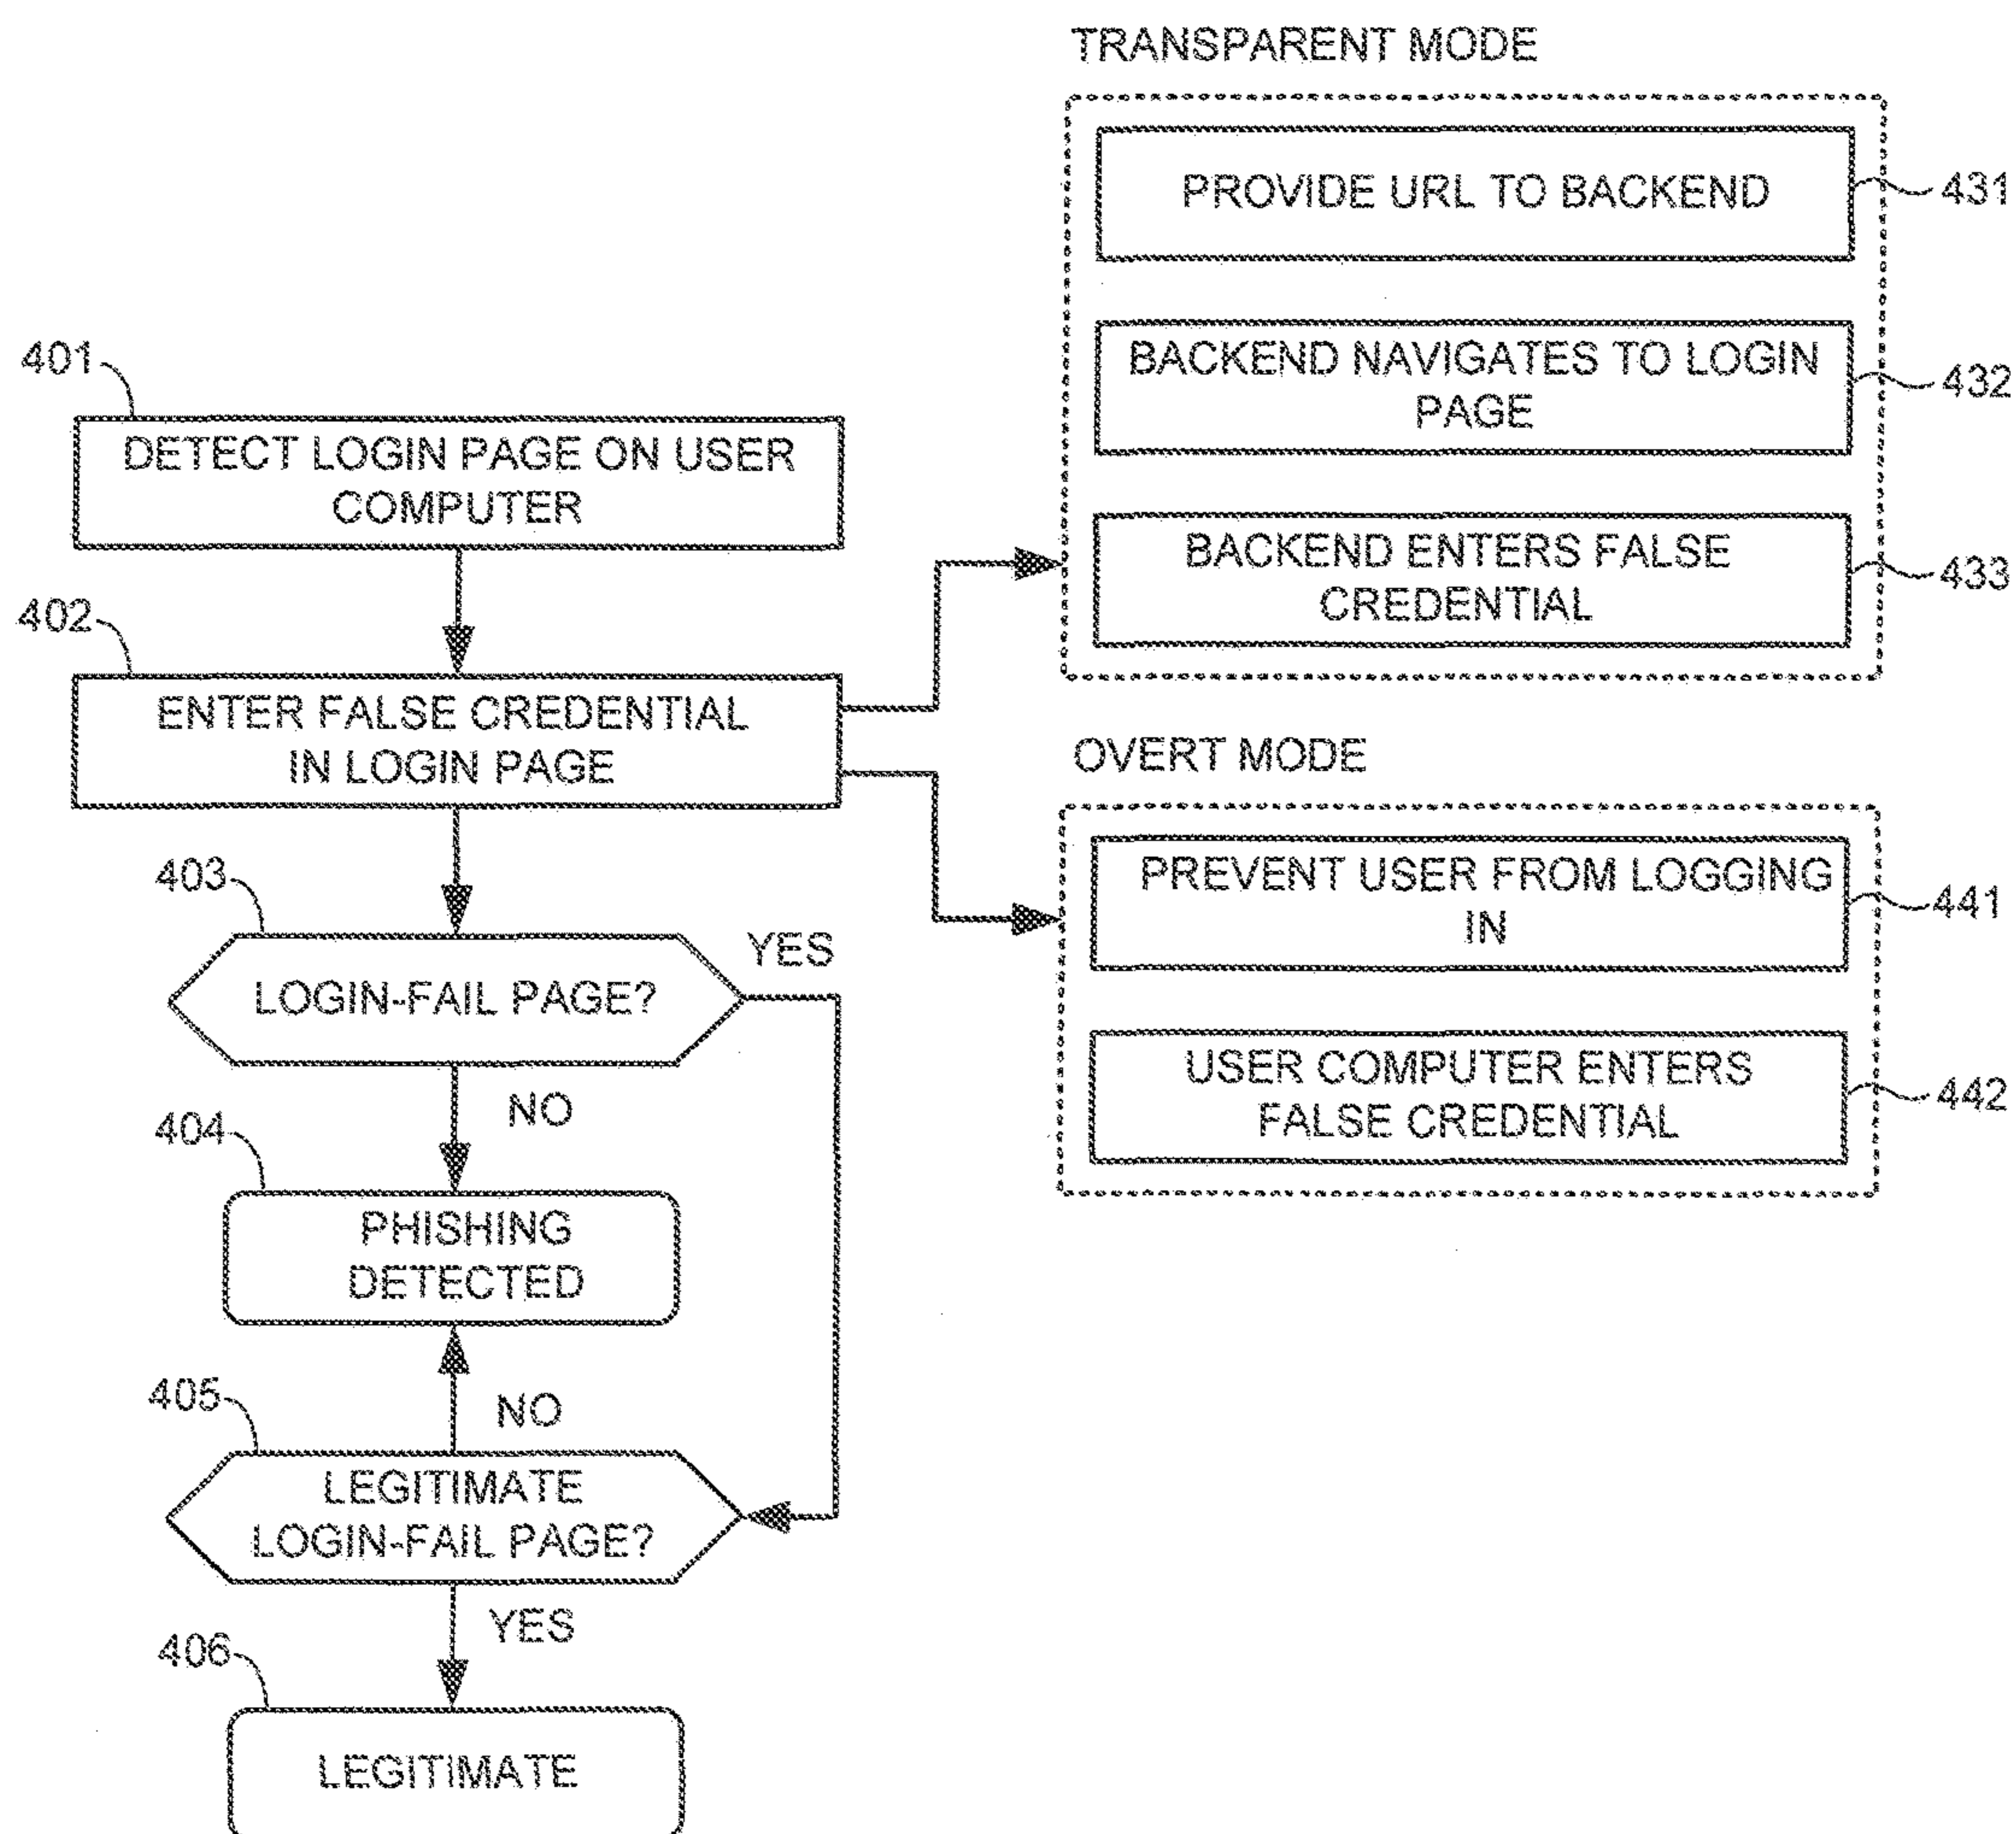 TRANSPARENT MODE
PROVIDE URL TO BACKEND
431
BACKEND NAVIGATES TO LOGIN
PAGE
432
BACKEND ENTERS FALSE
CREDENTIAL
433
401
DETECT LOGIN PAGE ON USER
COMPUTER
402
ENTER FALSE CREDENTIAL
IN LOGIN PAGE
OVERT MODE
PREVENT USER FROM LOGGING
IN
441
USER COMPUTER ENTERS
FALSE CREDENTIAL
442
403
LOGIN-FAIL PAGE?
YES
NO
404
PHISHING
DETECTED
405
NO
LEGITIMATE
LOGIN-FAIL PAGE?
YES
406
LEGITIMATE